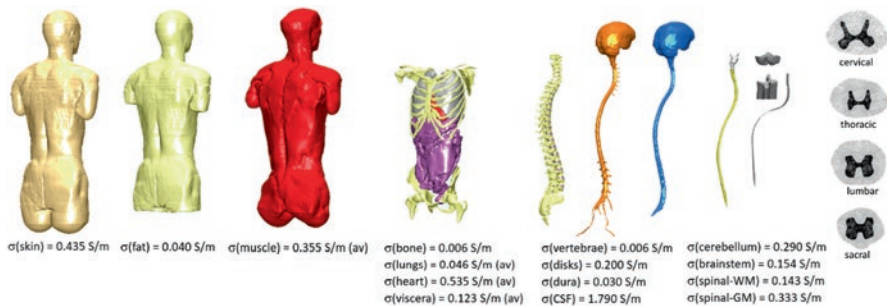 cervical
thoracic
lumbar
sacral
σ(skin) = 0.435 S/m
σ(fat) = 0.040 S/m
σ(muscle) = 0.355 S/m (av)
σ(bone) = 0.006 S/m
σ(lungs) = 0.046 S/m (av)
σ(heart) = 0.535 S/m (av)
σ(viscera) = 0.123 S/m (av)
σ(vertebrae) = 0.006 S/m
σ(disks) = 0.200 S/m
σ(dura) = 0.030 S/m
σ(CSF) = 1.790 S/m
σ(cerebellum) = 0.290 S/m
σ(brainstem) = 0.154 S/m
σ(spinal-WM) = 0.143 S/m
σ(spinal-GM) = 0.333 S/m